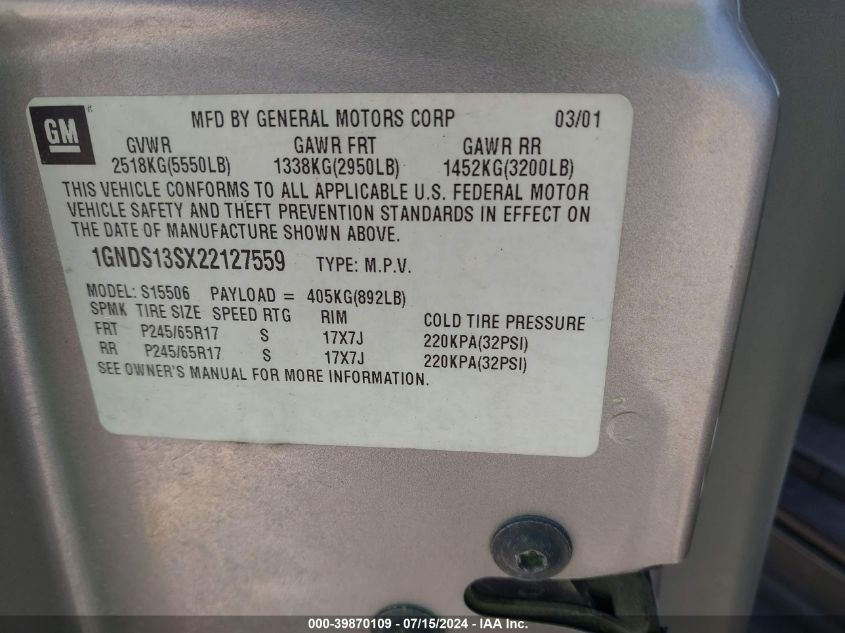 GM ®
MFD BY GENERAL MOTORS CORP 03/01
GVWR GAWR FRT GAWR RR
2518KG(5550LB) 1338KG(2950LB) 1452KG(3200LB)
THIS VEHICLE CONFORMS TO ALL APPLICABLE U.S. FEDERAL MOTOR
VEHICLE SAFETY AND THEFT PREVENTION STANDARDS IN EFFECT ON
THE DATE OF MANUFACTURE SHOWN ABOVE.
1GNDS13SX22127559 TYPE: M.P.V.
MODEL: S15506 PAYLOAD = 405KG(892LB)
SPMK TIRE SIZE SPEED RTG RIM COLD TIRE PRESSURE
FRT P245/65R17 S 17X7J 220KPA(32PSI)
RR P245/65R17 S 17X7J 220KPA(32PSI)
SEE OWNER'S MANUAL FOR MORE INFORMATION.
000-39870109 - 07/15/2024 - IAA Inc.